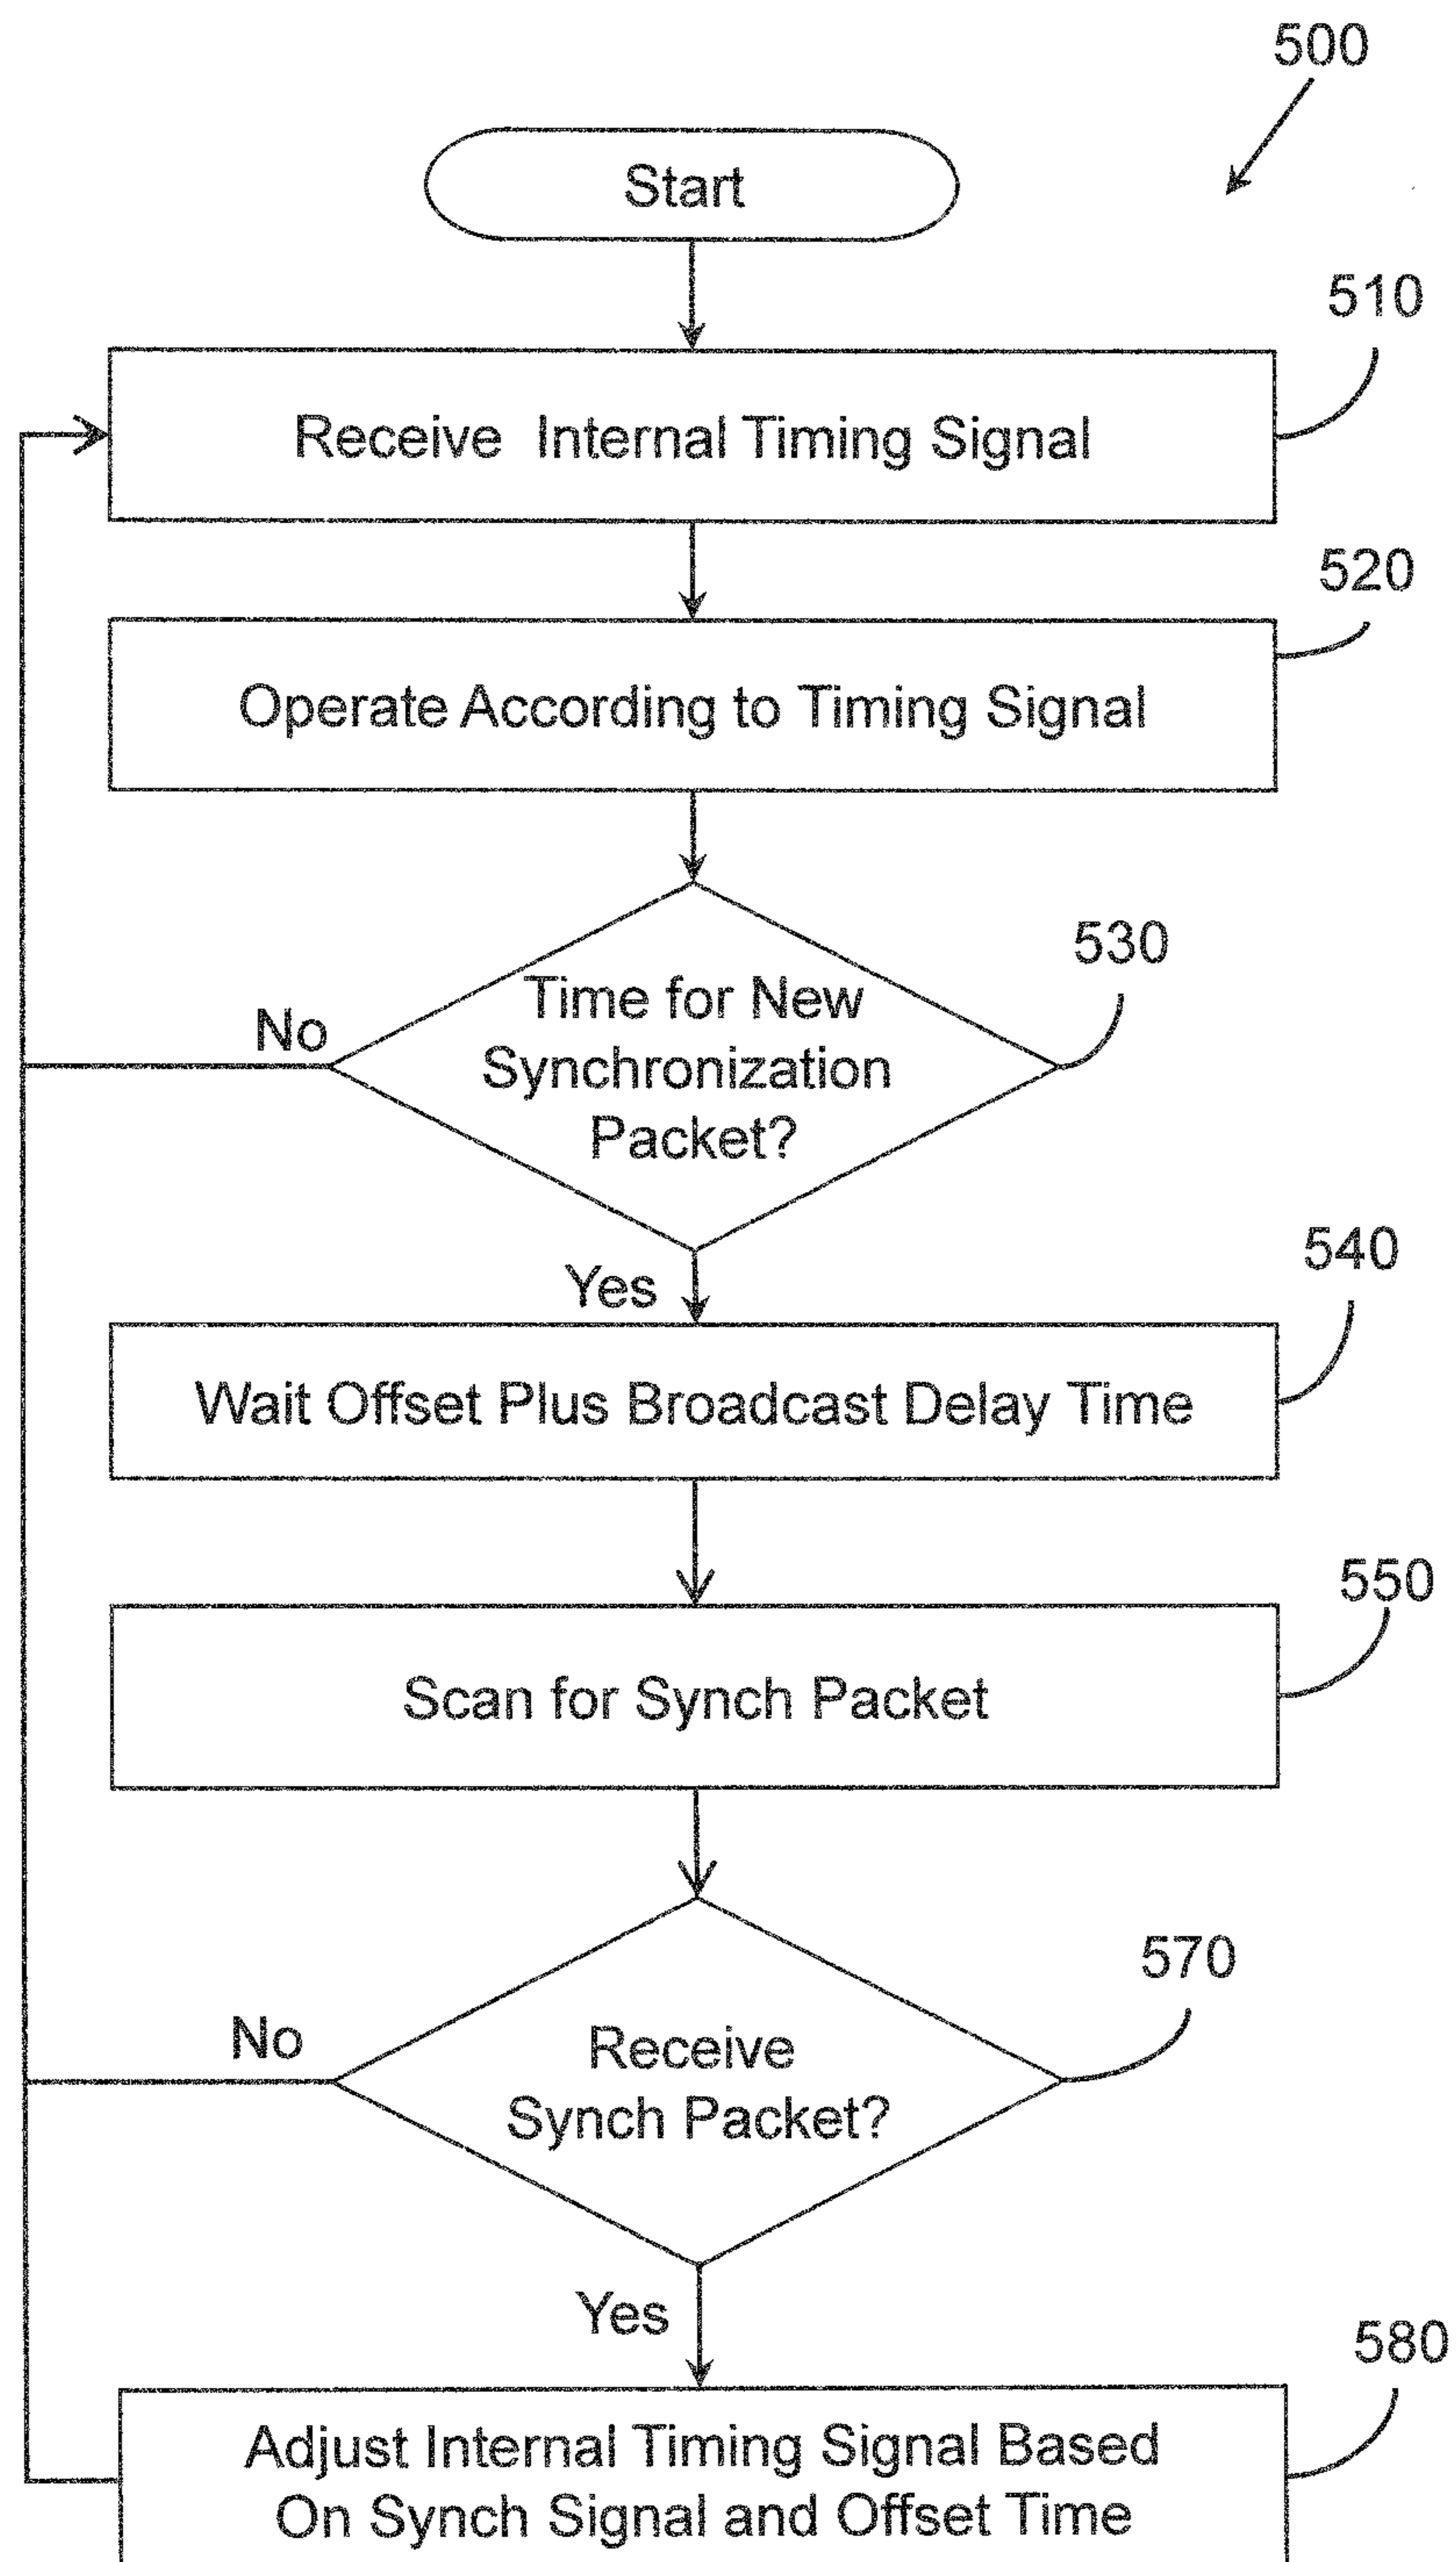 500
Start
510
Receive Internal Timing Signal
520
Operate According to Timing Signal
530
Time for New
Synchronization
Packet?
No
Yes
540
Wait Offset Plus Broadcast Delay Time
550
Scan for Synch Packet
570
Receive
Synch Packet?
No
Yes
580
Adjust Internal Timing Signal Based
On Synch Signal and Offset Time